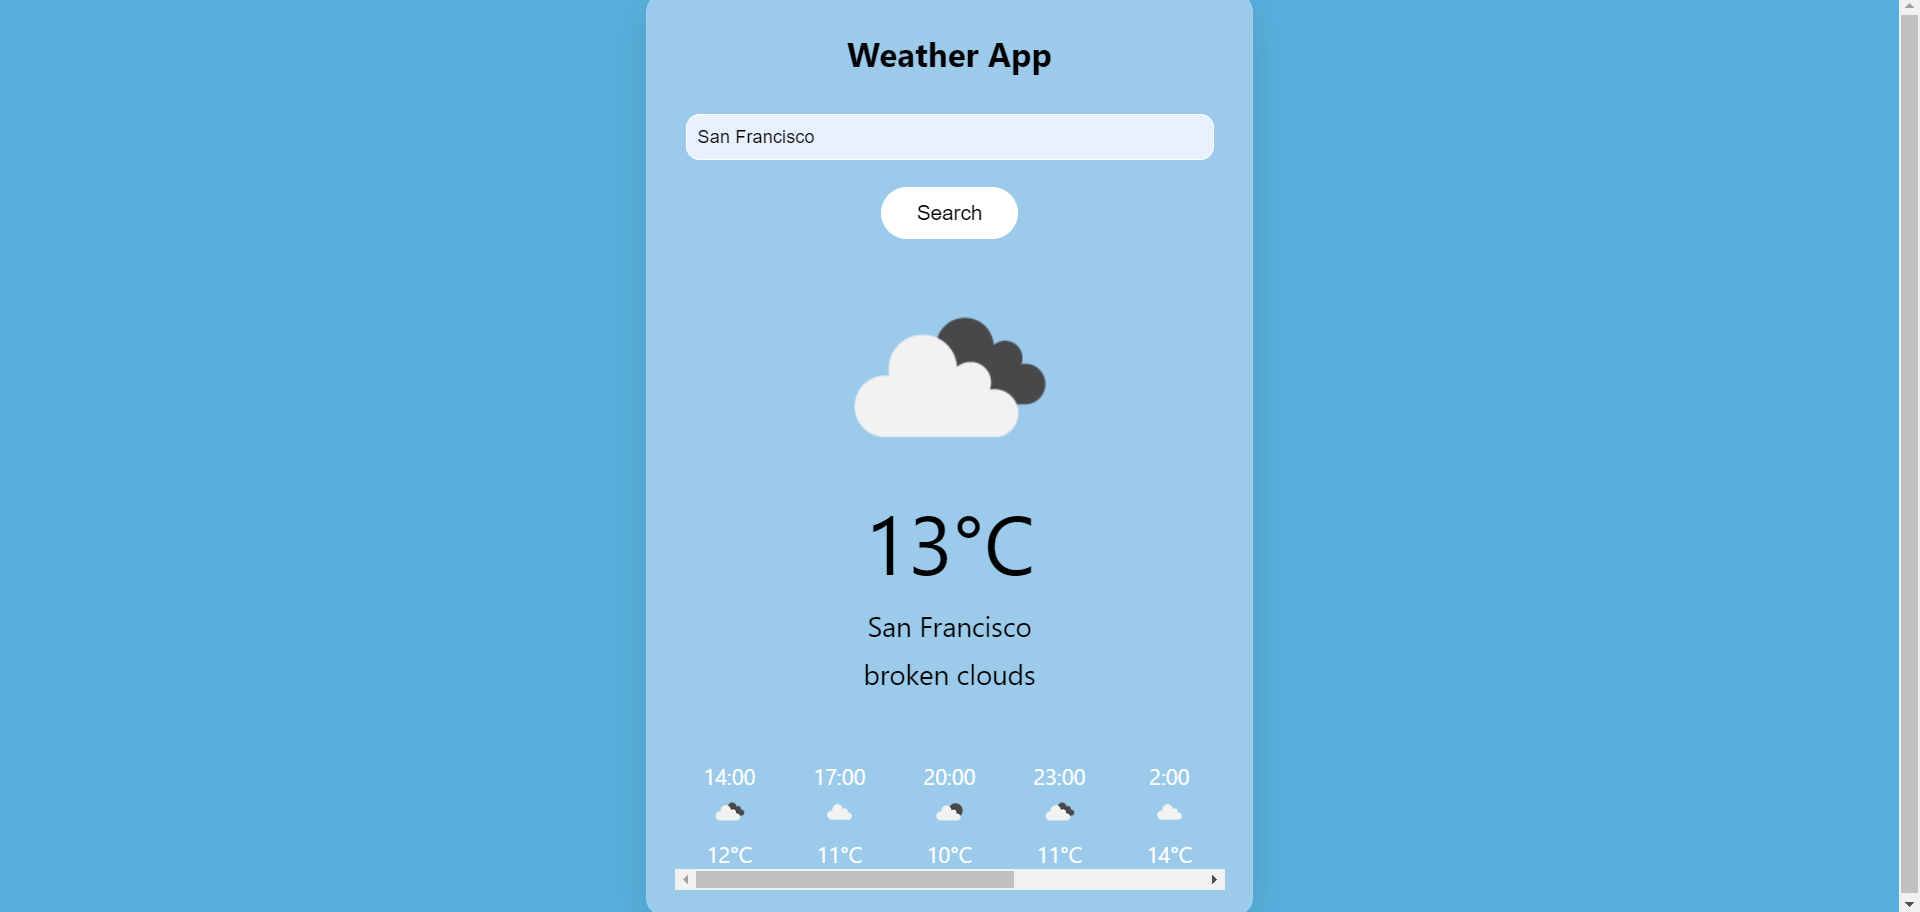 Weather App
San Francisco
Search
13°C
San Francisco
broken clouds
14:00 17:00 20:00 23:00 2:00
12°C 11°C 10°C 11°C 14°C